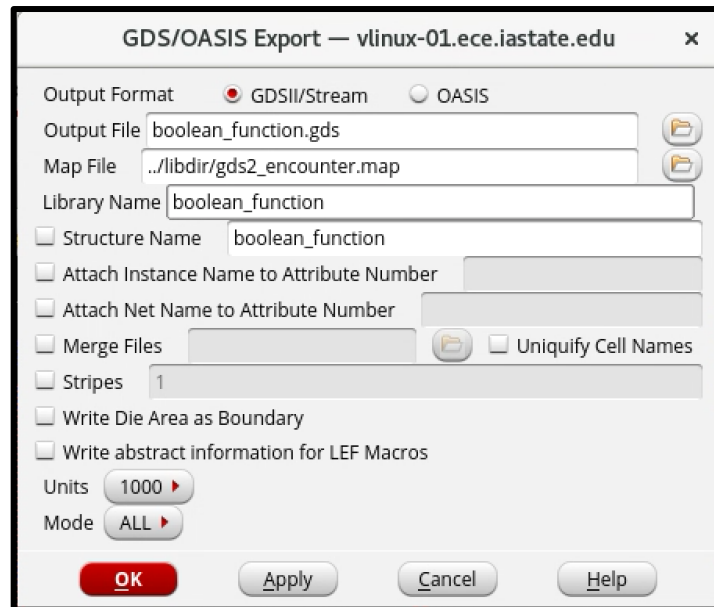 GDS/OASIS Export — vlinux-01.ece.iastate.edu ×
Output Format GDSII/Stream OASIS
Output File boolean_function.gds
Map File ../libdir/gds2_encounter.map
Library Name boolean_function
Structure Name boolean_function
Attach Instance Name to Attribute Number
Attach Net Name to Attribute Number
Merge Files Uniquify Cell Names
Stripes 1
Write Die Area as Boundary
Write abstract information for LEF Macros
Units 1000
Mode ALL
OK Apply Cancel Help